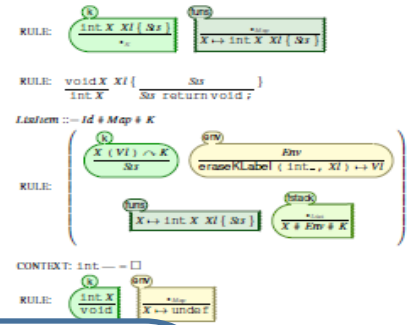 k
funs
RULE: int X Xl { Sts }
•K
•Map
X ↦ int X Xl { Sts }
RULE: void X Xl { Sts }
int X Sts return void ;
ListItem ::= Id * Map * K
k
env
X ( Vl ) ↷ K
Sts
Env
eraseKLabel ( int_ , Xl ) ↦ Vl
RULE:
funs
fstack
X ↦ int X Xl { Sts }
X * Env * K
CONTEXT: int — = □
k
env
RULE: int X
void
•Map
X ↦ undef